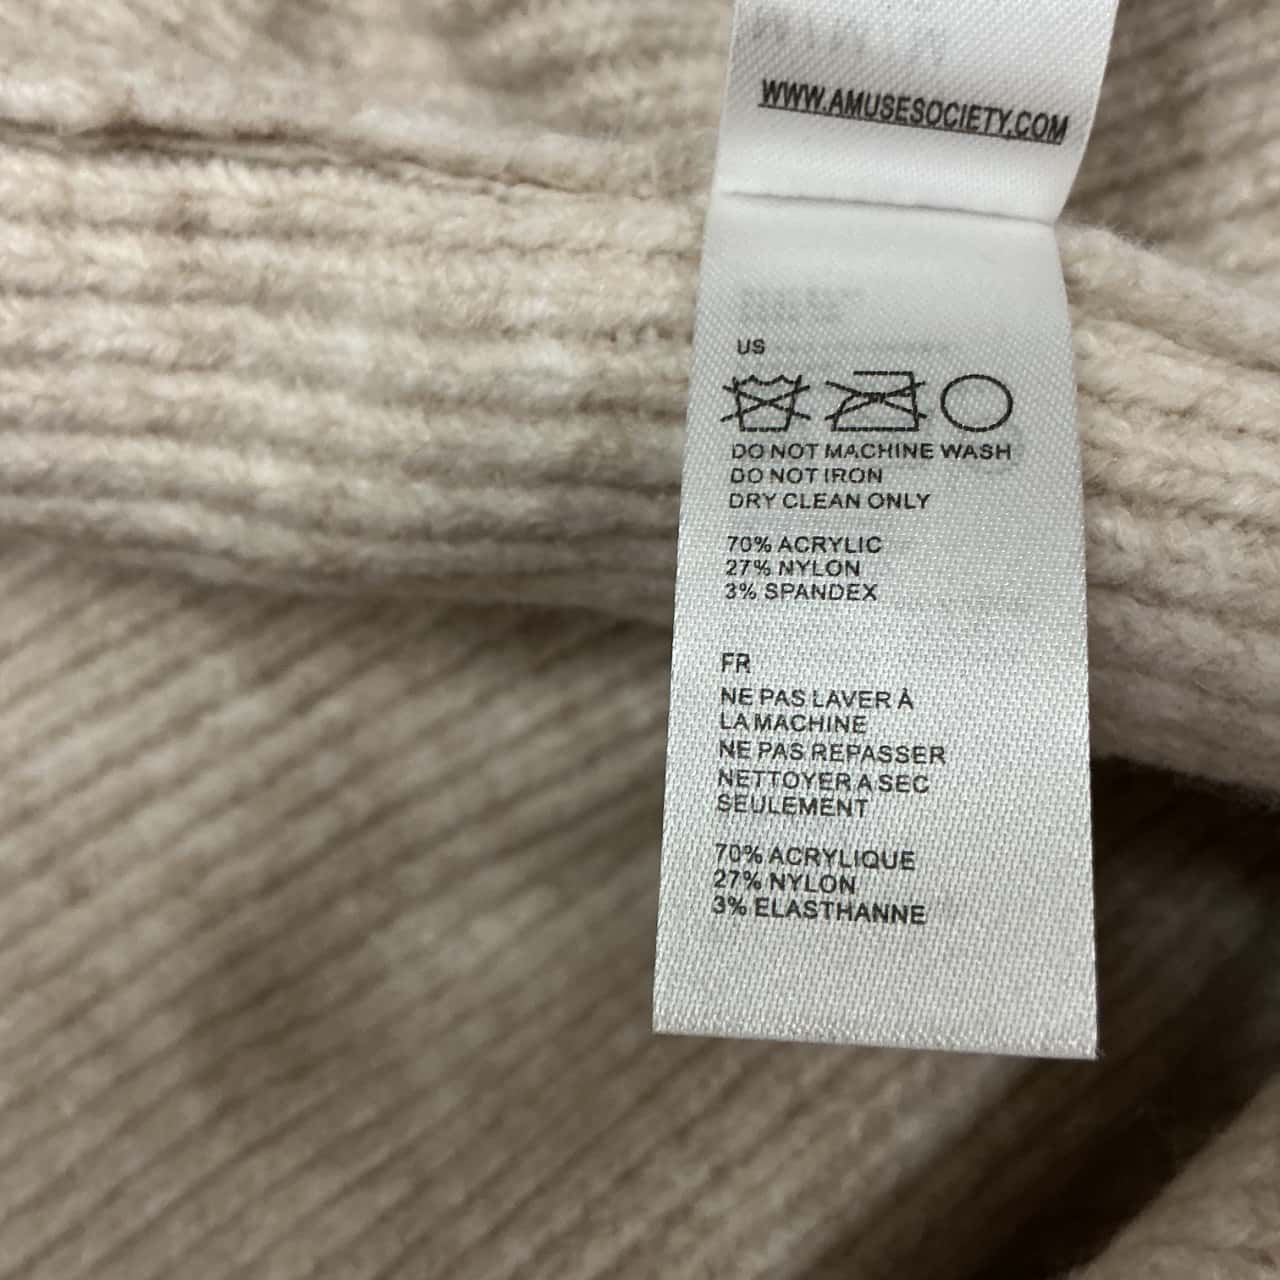 WWW.AMUSESOCIETY.COM
US
DO NOT MACHINE WASH
DO NOT IRON
DRY CLEAN ONLY
70% ACRYLIC
27% NYLON
3% SPANDEX
FR
NE PAS LAVER À
LA MACHINE
NE PAS REPASSER
NETTOYER A SEC
SEULEMENT
70% ACRYLIQUE
27% NYLON
3% ELASTHANNE